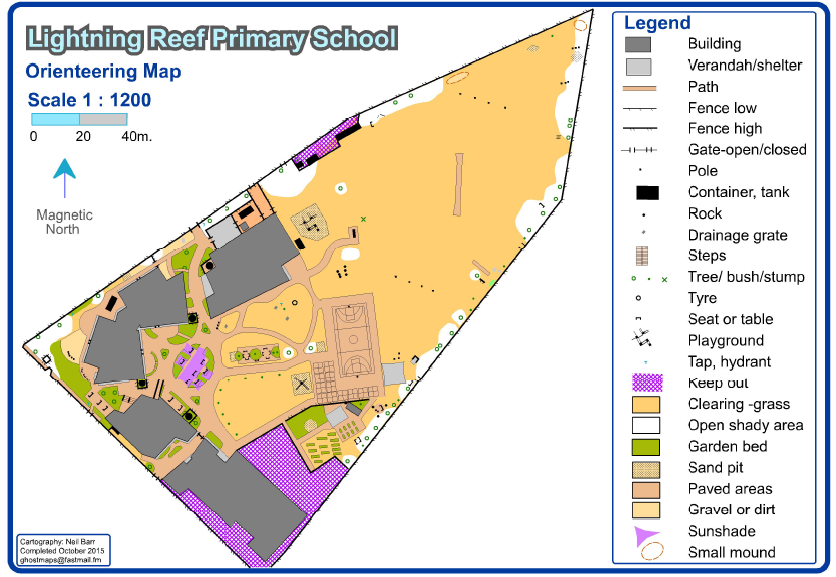 Lightning Reef Primary School
Orienteering Map
Scale 1 : 1200
0 20 40m.
Magnetic
North
Legend
Building
Verandah/shelter
Path
Fence low
Fence high
Gate-open/closed
Pole
Container, tank
Rock
Drainage grate
Steps
Tree/ bush/stump
Tyre
Seat or table
Playground
Tap, hydrant
Keep out
Clearing -grass
Open shady area
Garden bed
Sand pit
Paved areas
Gravel or dirt
Sunshade
Small mound
Cartography: Neil Barr
Completed October 2015
ghostmaps@fastmail.fm